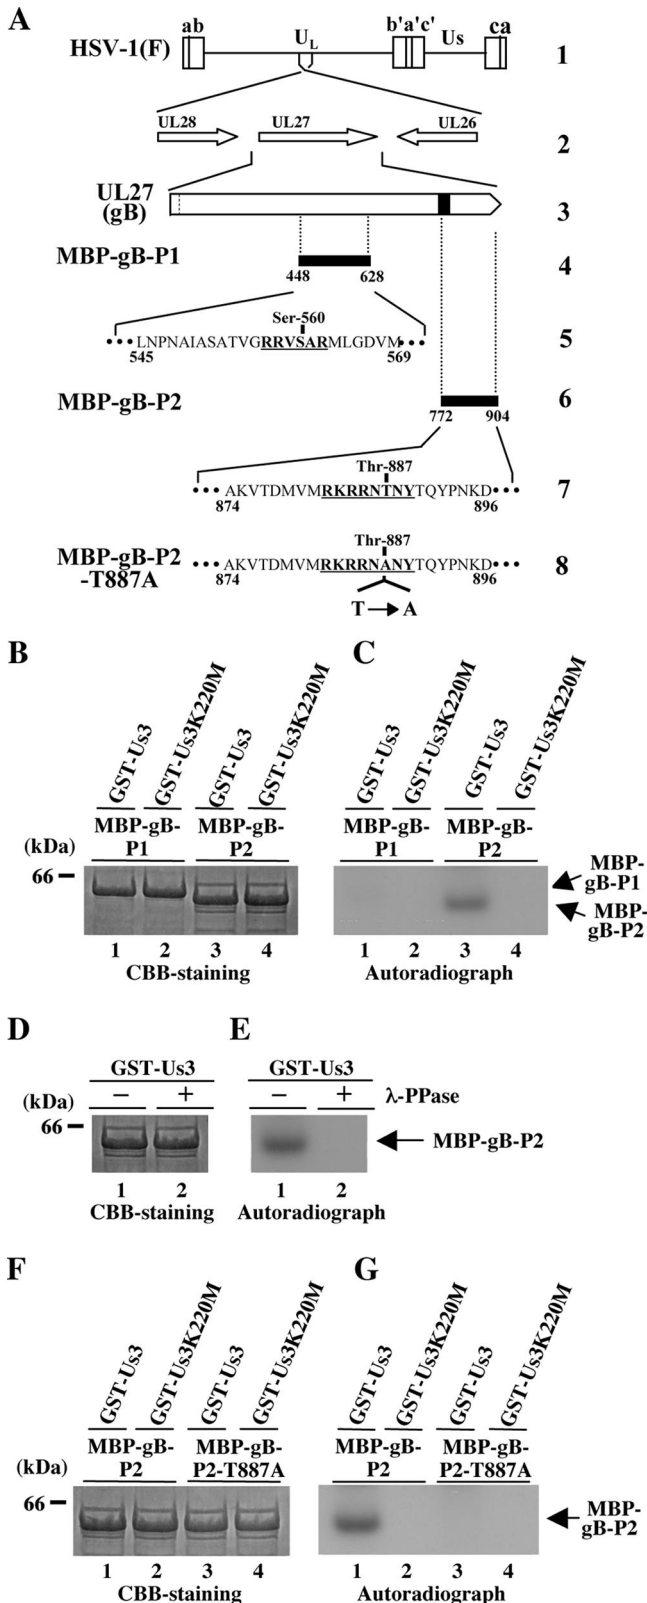 A
ab
b'a'c'
ca
HSV-1(F)
UL
Us
1
UL28
UL27
UL26
2
UL27
(gB)
3
MBP-gB-P1
448
628
4
Ser-560
•••LNPNAIASATVGRRVSARMLGDVM•••
545
569
5
MBP-gB-P2
772
904
6
Thr-887
•••AKVTDMVMRKRRNTNYTQYPNKD•••
874
896
7
MBP-gB-P2
-T887A
Thr-887
•••AKVTDMVMRKRRNANYTQYPNKD•••
874
896
T
A
8
B
GST-Us3
GST-Us3K220M
GST-Us3
GST-Us3K220M
MBP-gB-
P1
MBP-gB-
P2
(kDa)
66
1
2
3
4
CBB-staining
C
GST-Us3
GST-Us3K220M
GST-Us3
GST-Us3K220M
MBP-gB-
P1
MBP-gB-
P2
MBP-
gB-P1
MBP-
gB-P2
1
2
3
4
Autoradiograph
D
GST-Us3
− +
(kDa)
66
1
2
CBB-staining
E
GST-Us3
− +
λ-PPase
MBP-gB-P2
1
2
Autoradiograph
F
GST-Us3
GST-Us3K220M
GST-Us3
GST-Us3K220M
MBP-gB-
P2
MBP-gB-
P2-T887A
(kDa)
66
1
2
3
4
CBB-staining
G
GST-Us3
GST-Us3K220M
GST-Us3
GST-Us3K220M
MBP-gB-
P2
MBP-gB-
P2-T887A
MBP-
gB-P2
1
2
3
4
Autoradiograph